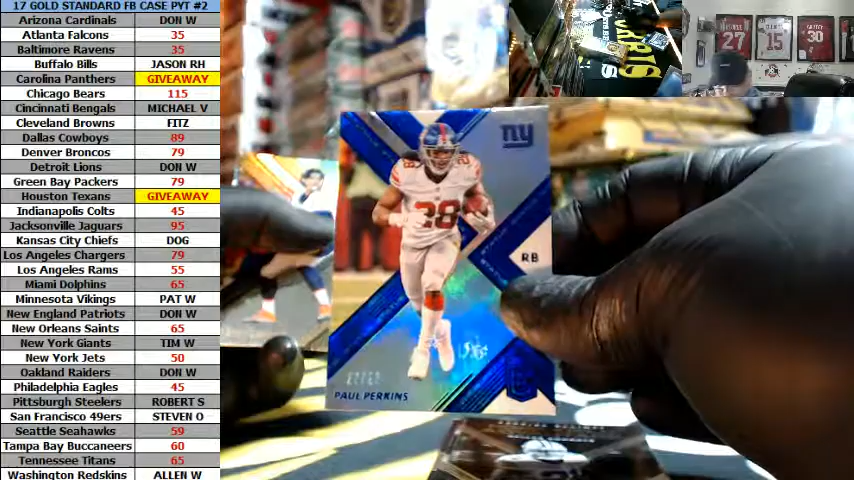 17 GOLD STANDARD FB CASE PYT #2
Arizona Cardinals DON W
Atlanta Falcons 35
Baltimore Ravens 35
Buffalo Bills JASON RH
Carolina Panthers GIVEAWAY
Chicago Bears 115
Cincinnati Bengals MICHAEL V
Cleveland Browns FITZ
Dallas Cowboys 89
Denver Broncos 79
Detroit Lions DON W
Green Bay Packers 79
Houston Texans GIVEAWAY
Indianapolis Colts 45
Jacksonville Jaguars 95
Kansas City Chiefs DOG
Los Angeles Chargers 79
Los Angeles Rams 55
Miami Dolphins 65
Minnesota Vikings PAT W
New England Patriots DON W
New Orleans Saints 65
New York Giants TIM W
New York Jets 50
Oakland Raiders DON W
Philadelphia Eagles 45
Pittsburgh Steelers ROBERT S
San Francisco 49ers STEVEN O
Seattle Seahawks 59
Tampa Bay Buccaneers 60
Tennessee Titans 65
Washington Redskins ALLEN W
ny
28
28
RB
PAUL PERKINS
27
15
30